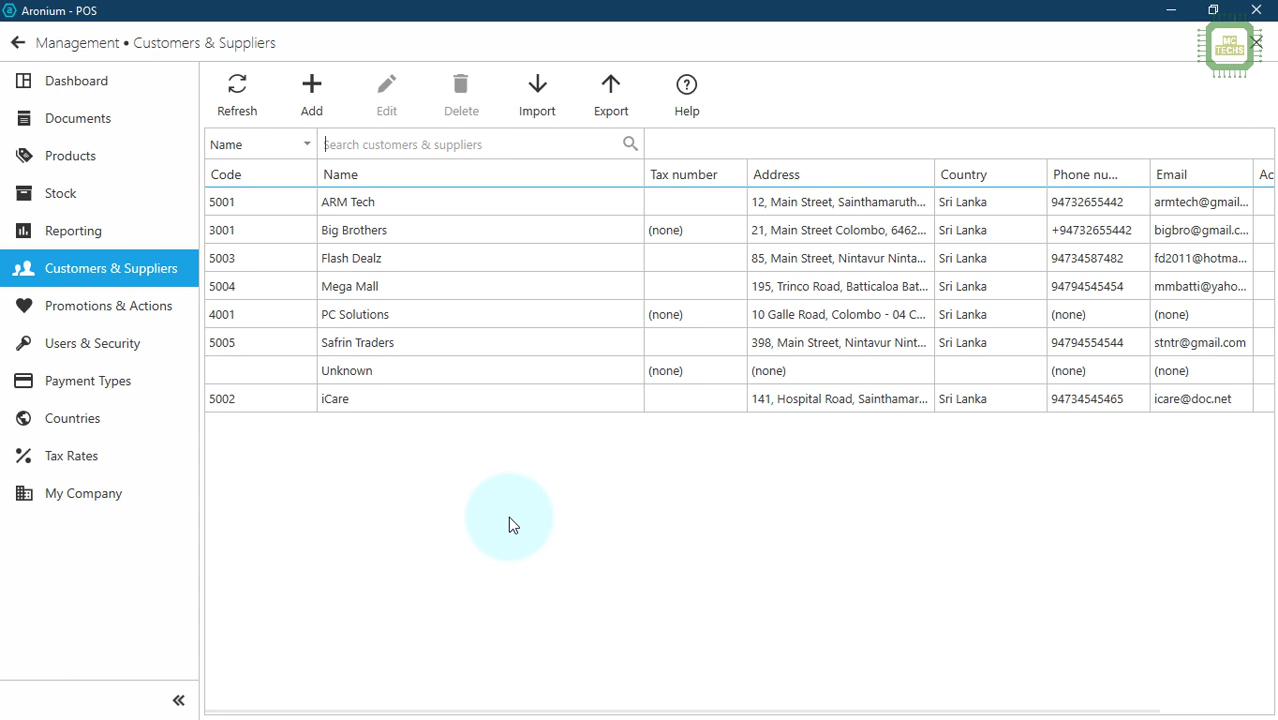 Aronium - POS
Management • Customers & Suppliers
MC
TECHS
Dashboard
Documents
Products
Stock
Reporting
Customers & Suppliers
Promotions & Actions
Users & Security
Payment Types
Countries
Tax Rates
My Company
Refresh Add Edit Delete Import Export Help
Name Search customers & suppliers
Code Name Tax number Address Country Phone nu... Email Ac
5001 ARM Tech 12, Main Street, Sainthamaruth... Sri Lanka 94732655442 armtech@gmail...
3001 Big Brothers (none) 21, Main Street Colombo, 6462... Sri Lanka +94732655442 bigbro@gmail.c...
5003 Flash Dealz 85, Main Street, Nintavur Ninta... Sri Lanka 94734587482 fd2011@hotma...
5004 Mega Mall 195, Trinco Road, Batticaloa Bat... Sri Lanka 94794545454 mmbatti@yaho...
4001 PC Solutions (none) 10 Galle Road, Colombo - 04 C... Sri Lanka (none) (none)
5005 Safrin Traders 398, Main Street, Nintavur Nint... Sri Lanka 94794554544 stntr@gmail.com
Unknown (none) (none) (none) (none)
5002 iCare 141, Hospital Road, Sainthamar... Sri Lanka 94734545465 icare@doc.net